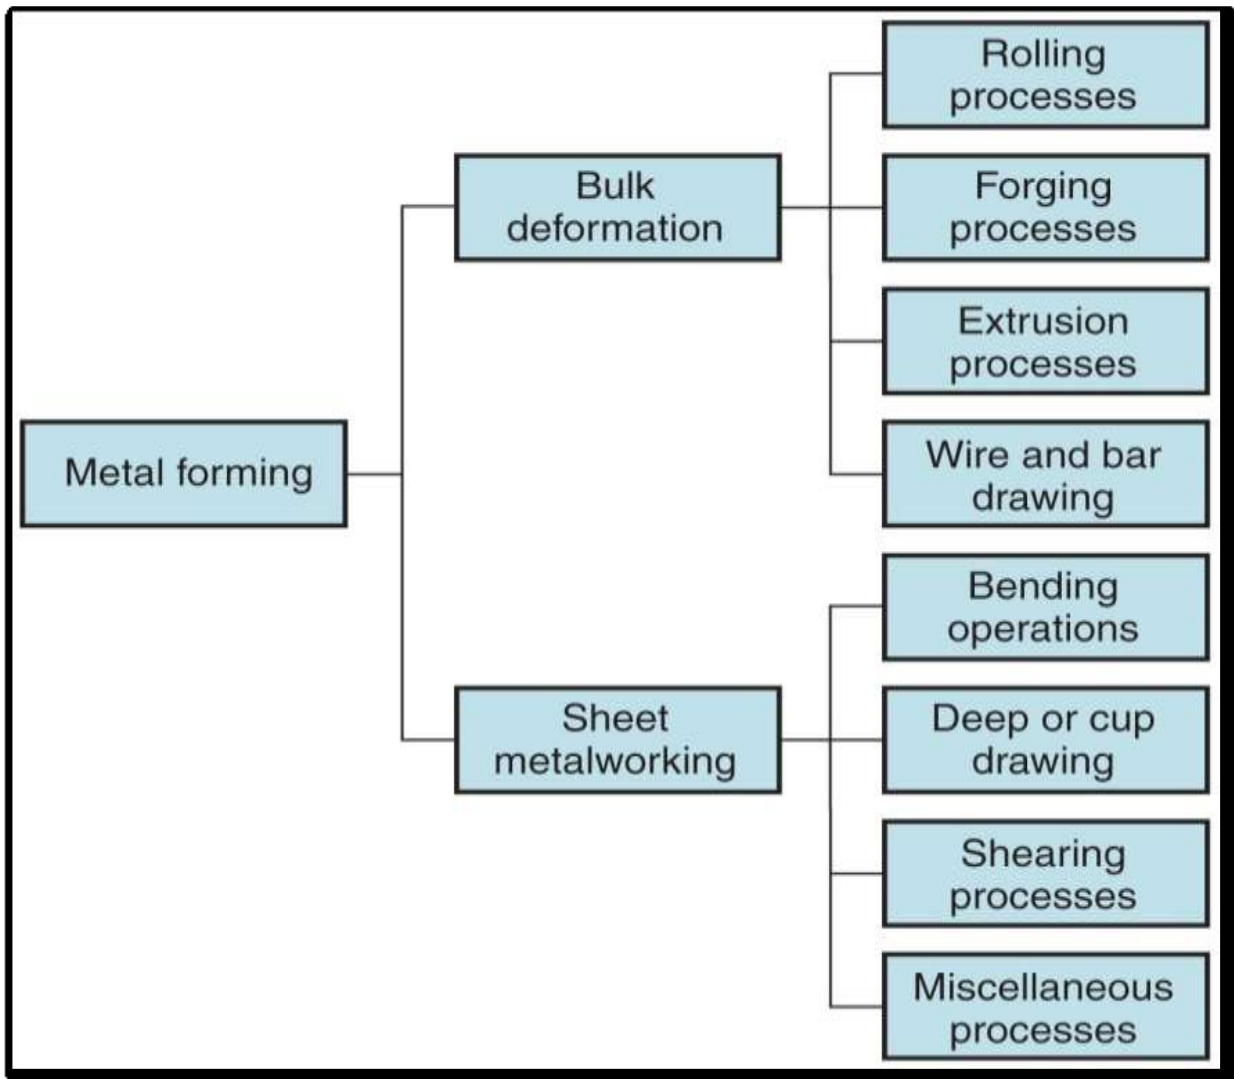 Rolling
processes
Bulk
deformation
Forging
processes
Extrusion
processes
Metal forming
Wire and bar
drawing
Bending
operations
Sheet
metalworking
Deep or cup
drawing
Shearing
processes
Miscellaneous
processes